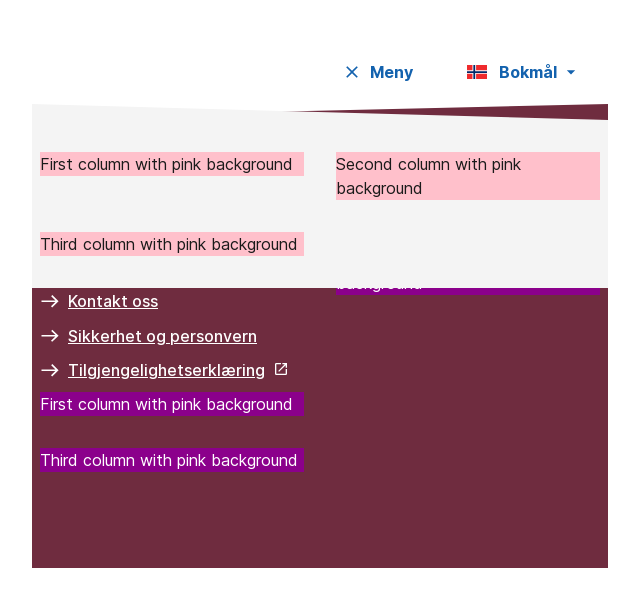 Meny
Bokmål
First column with pink background
Second column with pink
background
Third column with pink background
Kontakt oss
Sikkerhet og personvern
Tilgjengelighetserklæring
First column with pink background
Third column with pink background